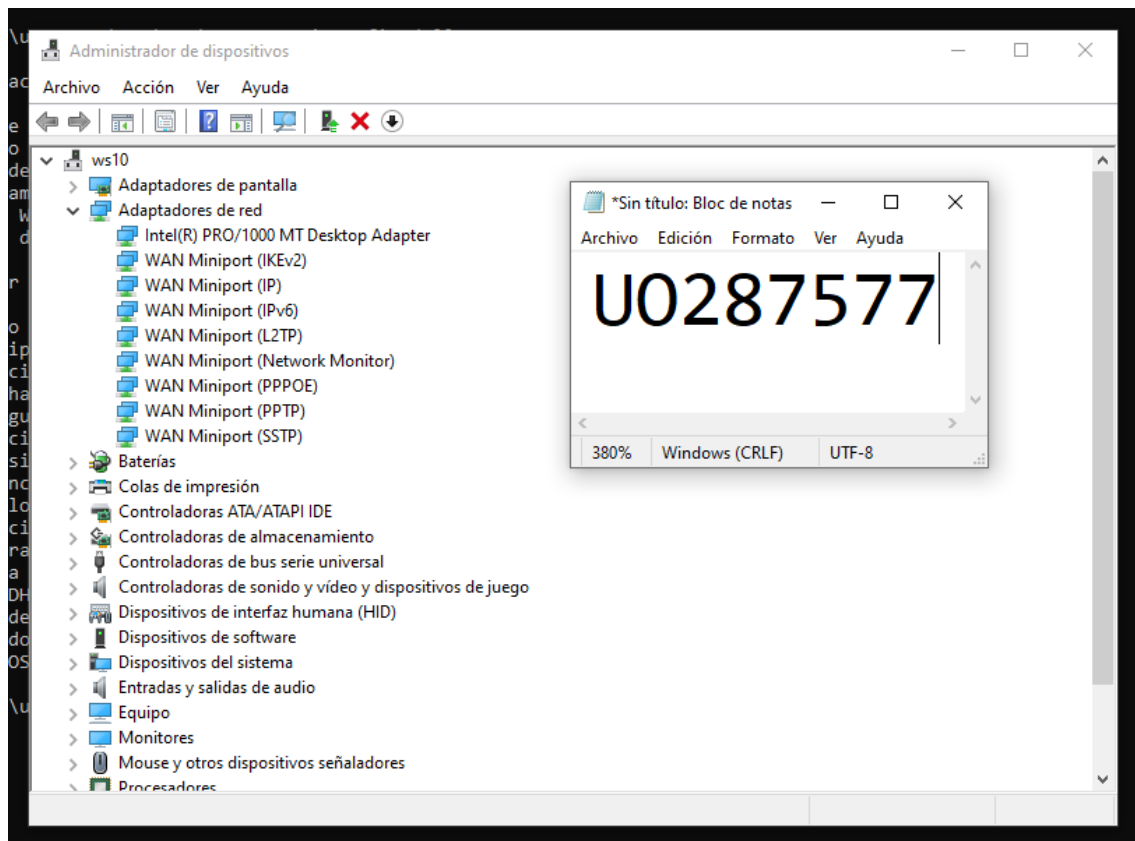 Administrador de dispositivos
Archivo Acción Ver Ayuda
ws10
Adaptadores de pantalla
Adaptadores de red
Intel(R) PRO/1000 MT Desktop Adapter
WAN Miniport (IKEv2)
WAN Miniport (IP)
WAN Miniport (IPv6)
WAN Miniport (L2TP)
WAN Miniport (Network Monitor)
WAN Miniport (PPPOE)
WAN Miniport (PPTP)
WAN Miniport (SSTP)
Baterías
Colas de impresión
Controladoras ATA/ATAPI IDE
Controladoras de almacenamiento
Controladoras de bus serie universal
Controladoras de sonido y vídeo y dispositivos de juego
Dispositivos de interfaz humana (HID)
Dispositivos de software
Dispositivos del sistema
Entradas y salidas de audio
Equipo
Monitores
Mouse y otros dispositivos señaladores
Procesadores
*Sin título: Bloc de notas
Archivo Edición Formato Ver Ayuda
UO287577
380% Windows (CRLF) UTF-8